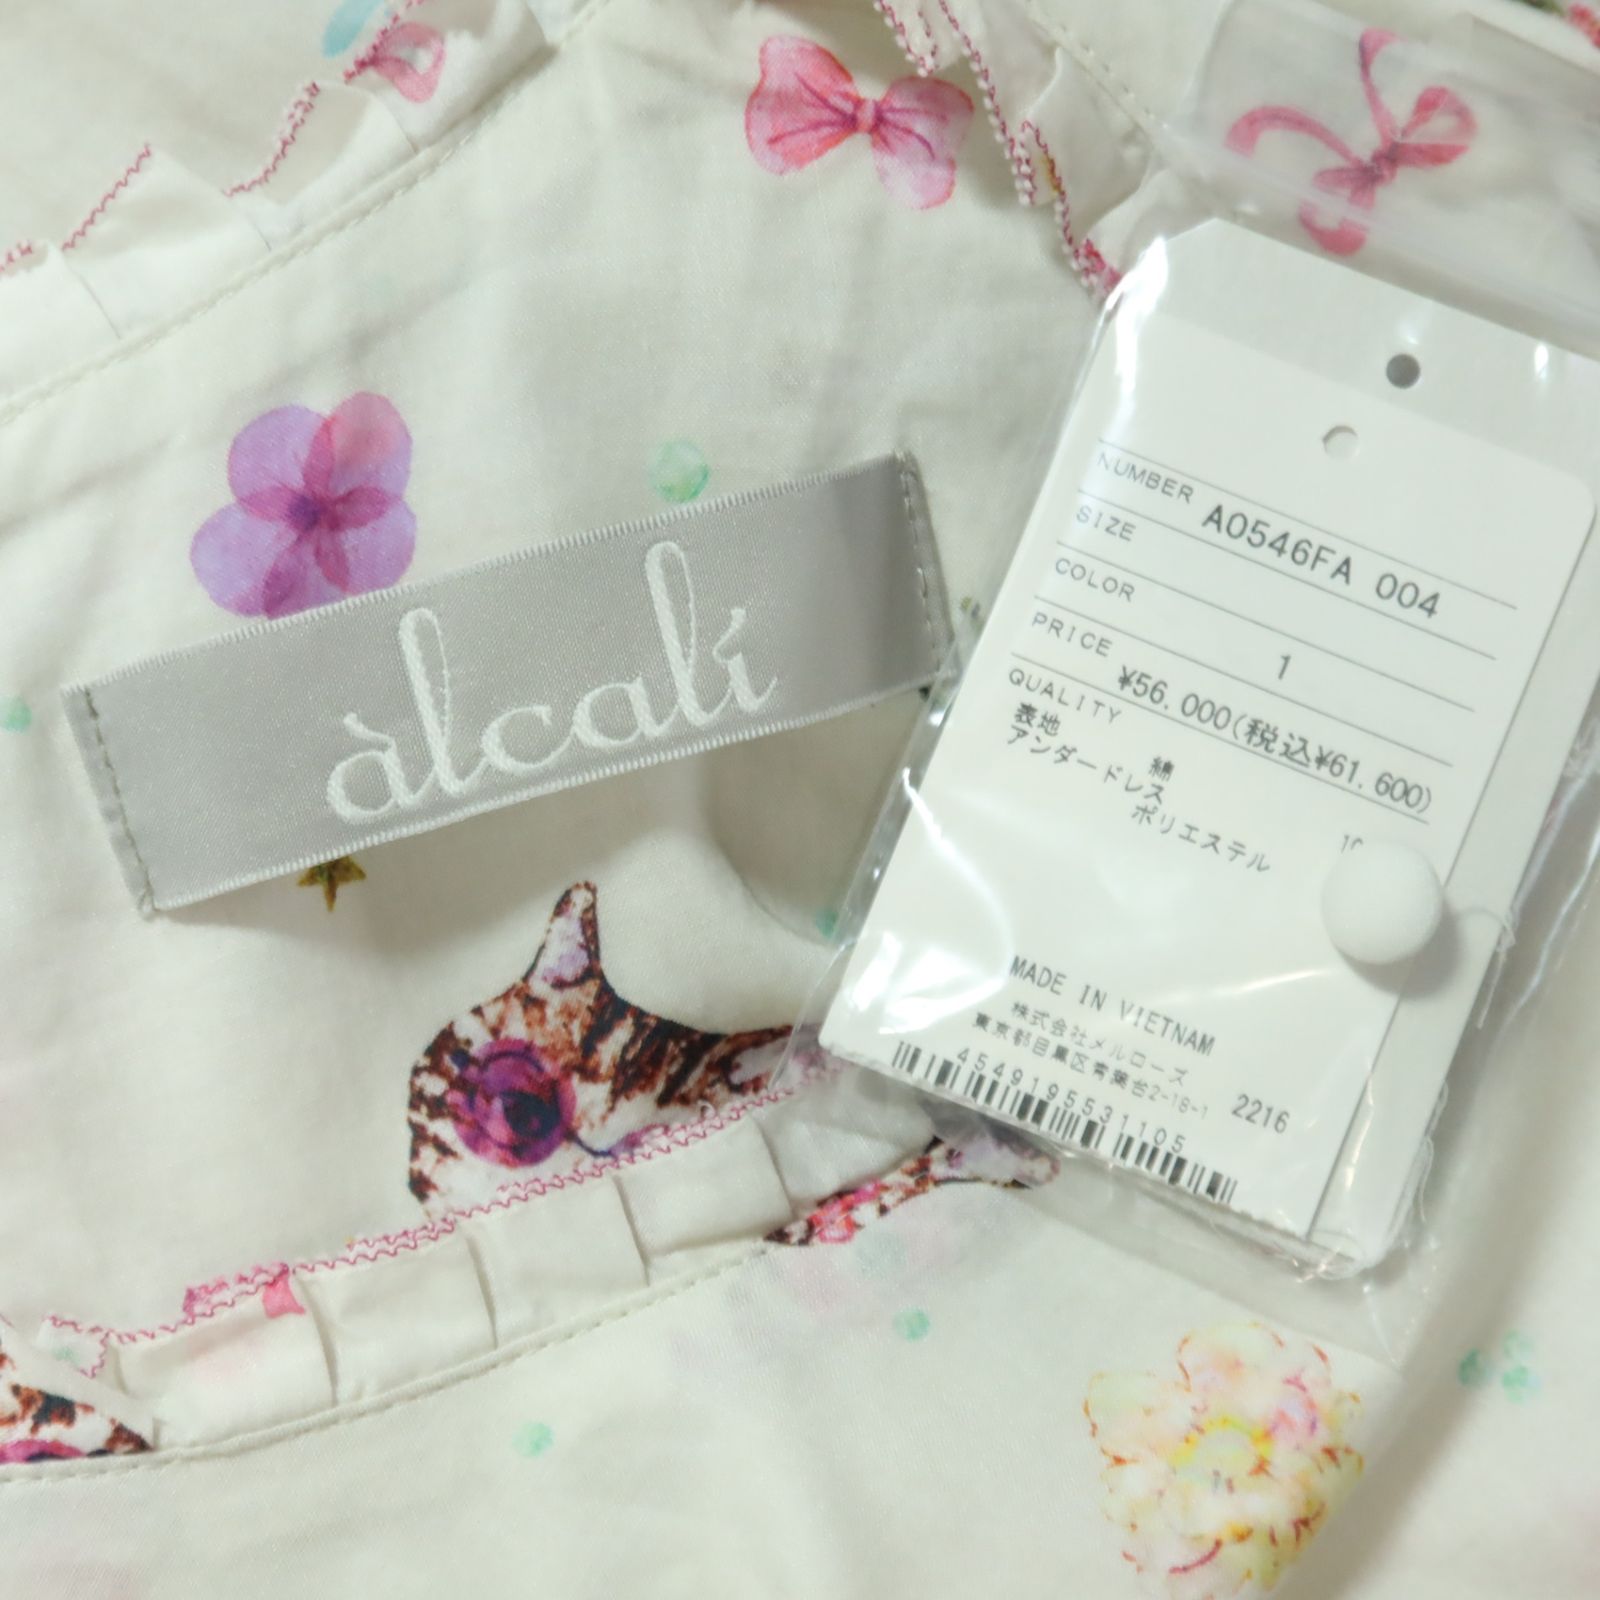 àlcalí
NUMBER A0546FA 004
SIZE
COLOR 1
PRICE ¥56,000(税込¥61,600)
QUALITY
表地 綿
アンダードレス
ポリエステル
MADE IN VIETNAM
株式会社メルローズ
東京都目黒区青葉台2-18-1 2216
4549195531105